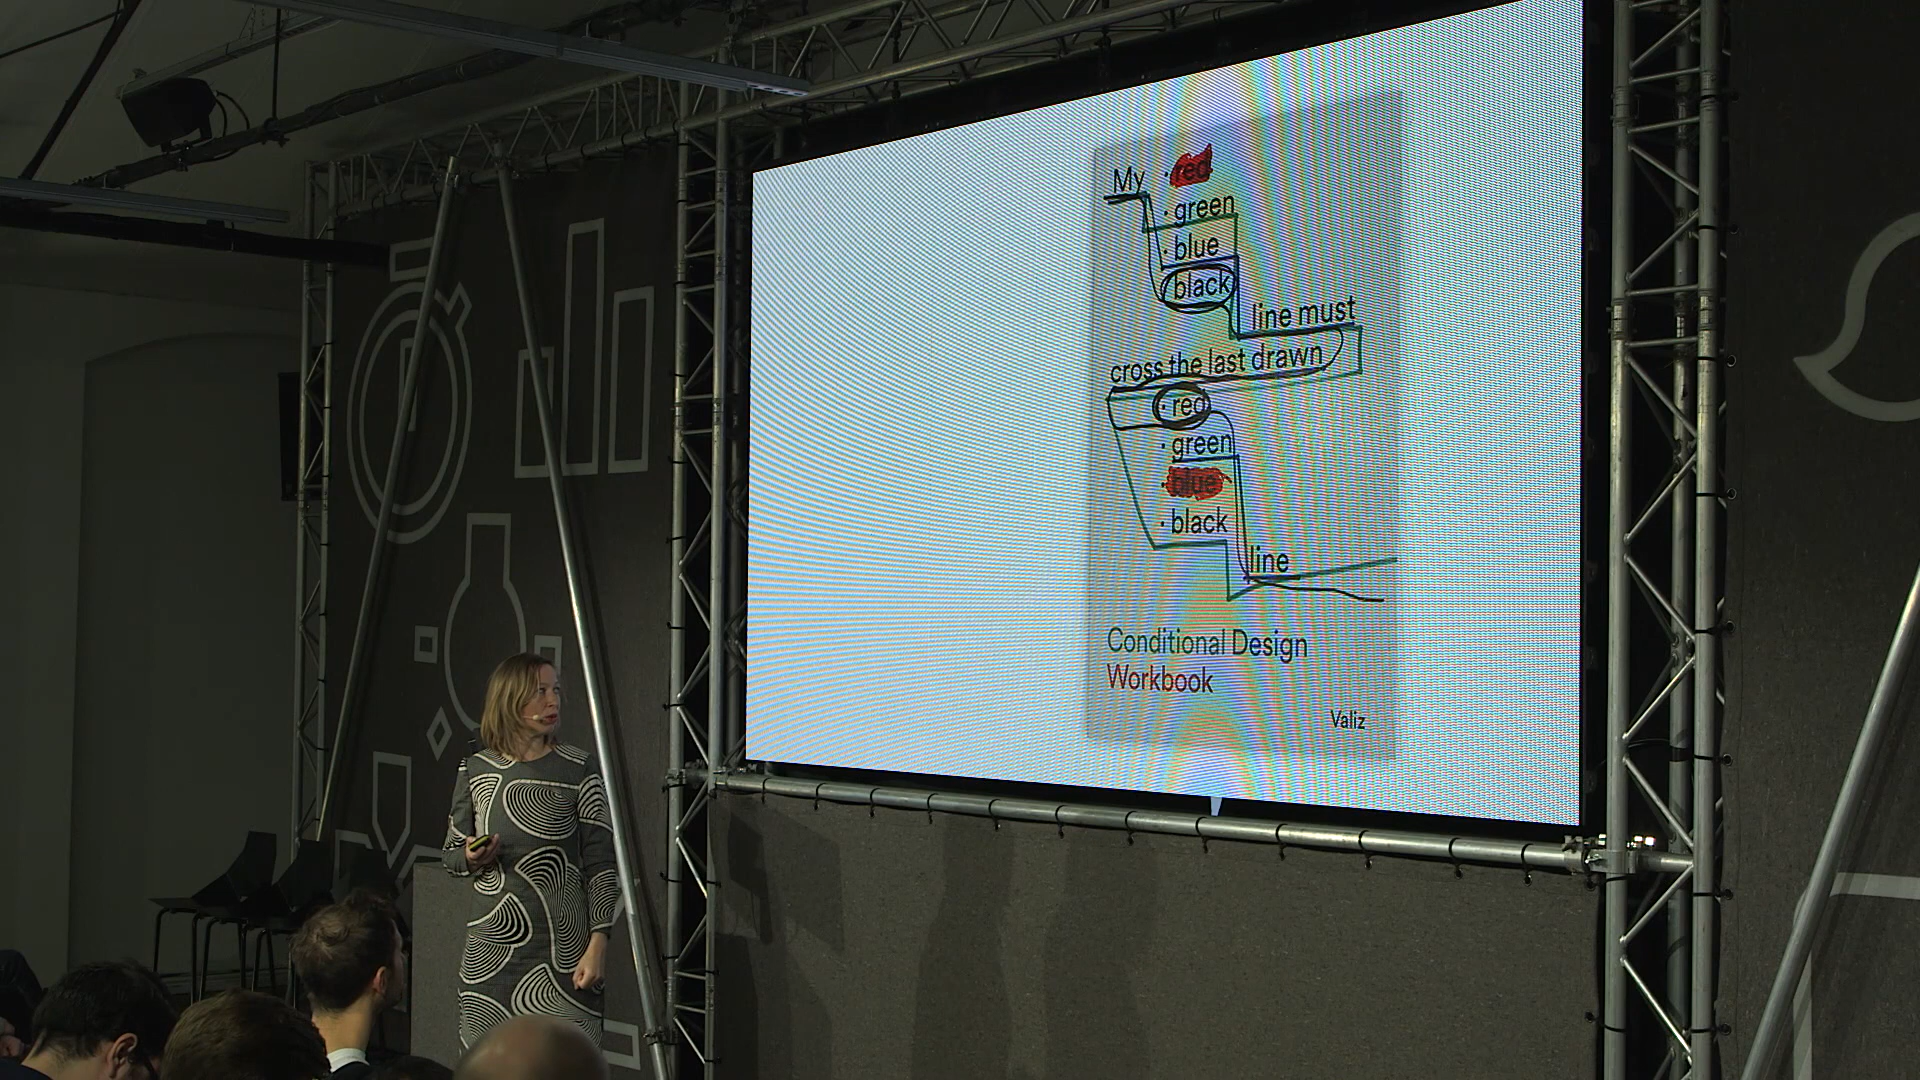 My
· red
· green
· blue
· black
line must
cross the last drawn
· red
· green
· blue
· black
line
Conditional Design
Workbook
Valiz